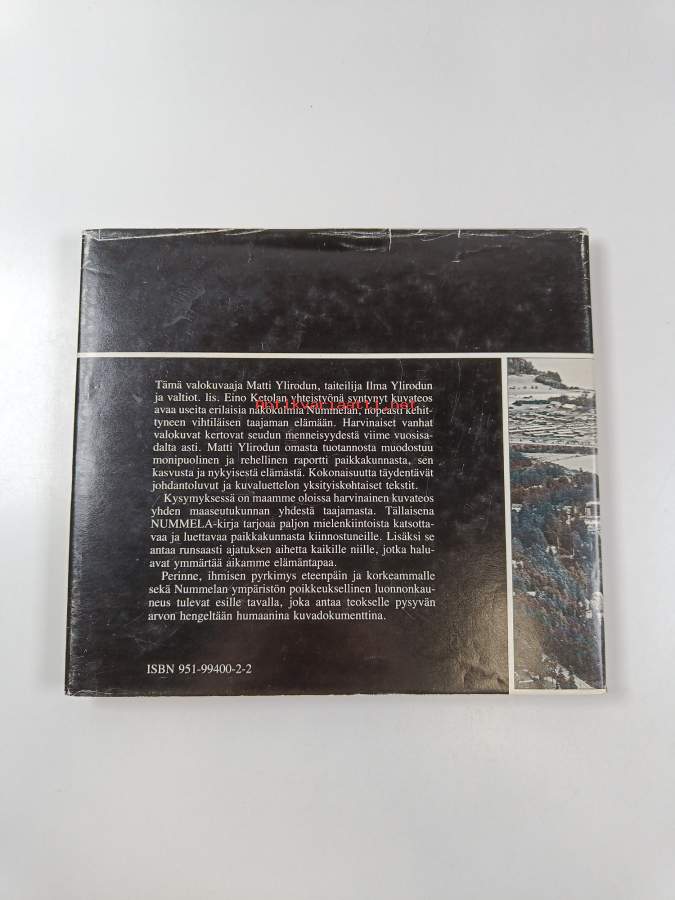 Tämä valokuvaaja Matti Ylirodun, taiteilija Ilma Ylirodun
ja valtiot. lis. Eino Ketolan yhteistyönä syntynyt kuvateos
antikvariaatti.net
avaa useita erilaisia näkökulmia Nummelan, nopeasti kehit-
tyneen vihtiläisen taajaman elämään. Harvinaiset vanhat
valokuvat kertovat seudun menneisyydestä viime vuosisa-
dalta asti. Matti Ylirodun omasta tuotannosta muodostuu
monipuolinen ja rehellinen raportti paikkakunnasta, sen
kasvusta ja nykyisestä elämästä. Kokonaisuutta täydentävät
johdantoluvut ja kuvaluettelon yksityiskohtaiset tekstit.
Kysymyksessä on maamme oloissa harvinainen kuvateos
yhden maaseutukunnan yhdestä taajamasta. Tällaisena
NUMMELA-kirja tarjoaa paljon mielenkiintoista katsotta-
vaa ja luettavaa paikkakunnasta kiinnostuneille. Lisäksi se
antaa runsaasti ajatuksen aihetta kaikille niille, jotka halu-
avat ymmärtää aikamme elämäntapaa.
Perinne, ihmisen pyrkimys eteenpäin ja korkeammalle
sekä Nummelan ympäristön poikkeuksellinen luonnonkau-
neus tulevat esille tavalla, joka antaa teokselle pysyvän
arvon hengeltään humaanina kuvadokumenttina.
ISBN 951-99400-2-2